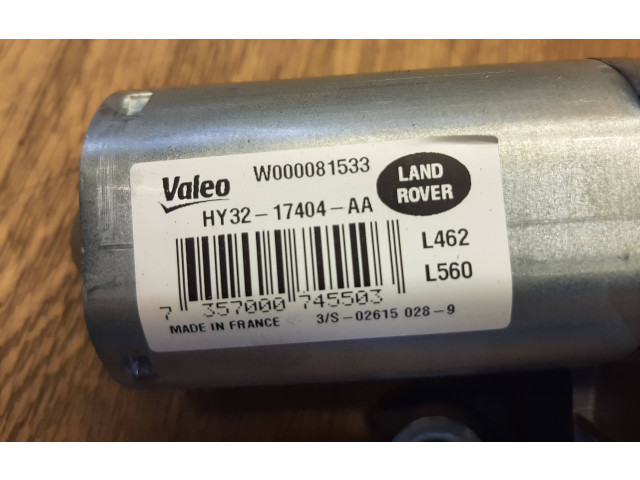 Valeo W000081533
LAND
ROVER
HY32-17404-AA
L462
L560
7 357000 745503
MADE IN FRANCE 3/S-02615 028-9